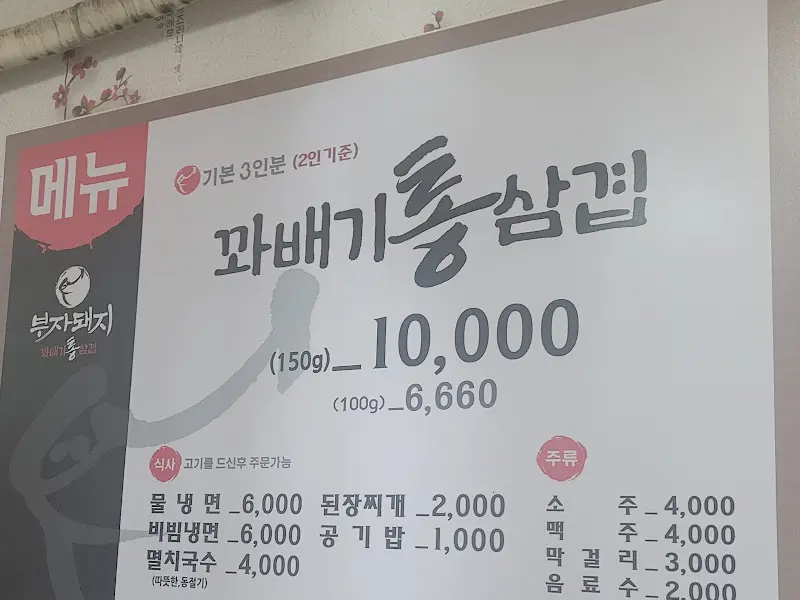 메뉴
부자돼지
꽈배기통삼겹
기본 3인분 (2인기준)
꽈배기통삼겹
(150g)_10,000
(100g)_6,660
식사 고기를 드신후 주문가능
물냉면_6,000 된장찌개_2,000
비빔냉면_6,000 공기밥_1,000
멸치국수_4,000
(따뜻한,동절기)
주류
소주_4,000
맥주_4,000
막걸리_3,000
음료수_2,000